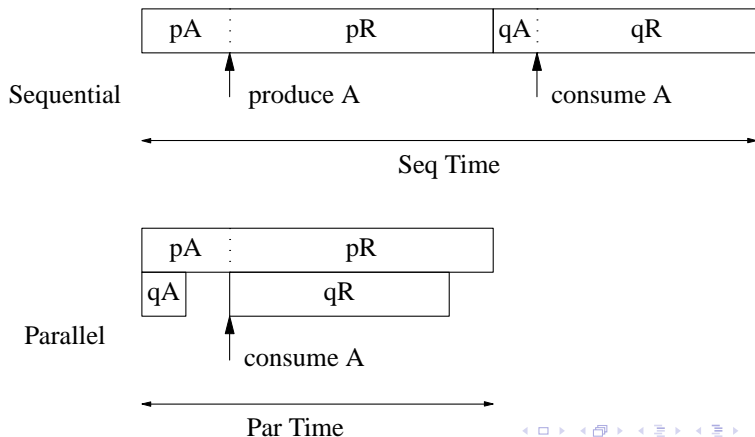 pA pR qA qR
Sequential produce A consume A
Seq Time
pA pR
qA qR
Parallel consume A
Par Time